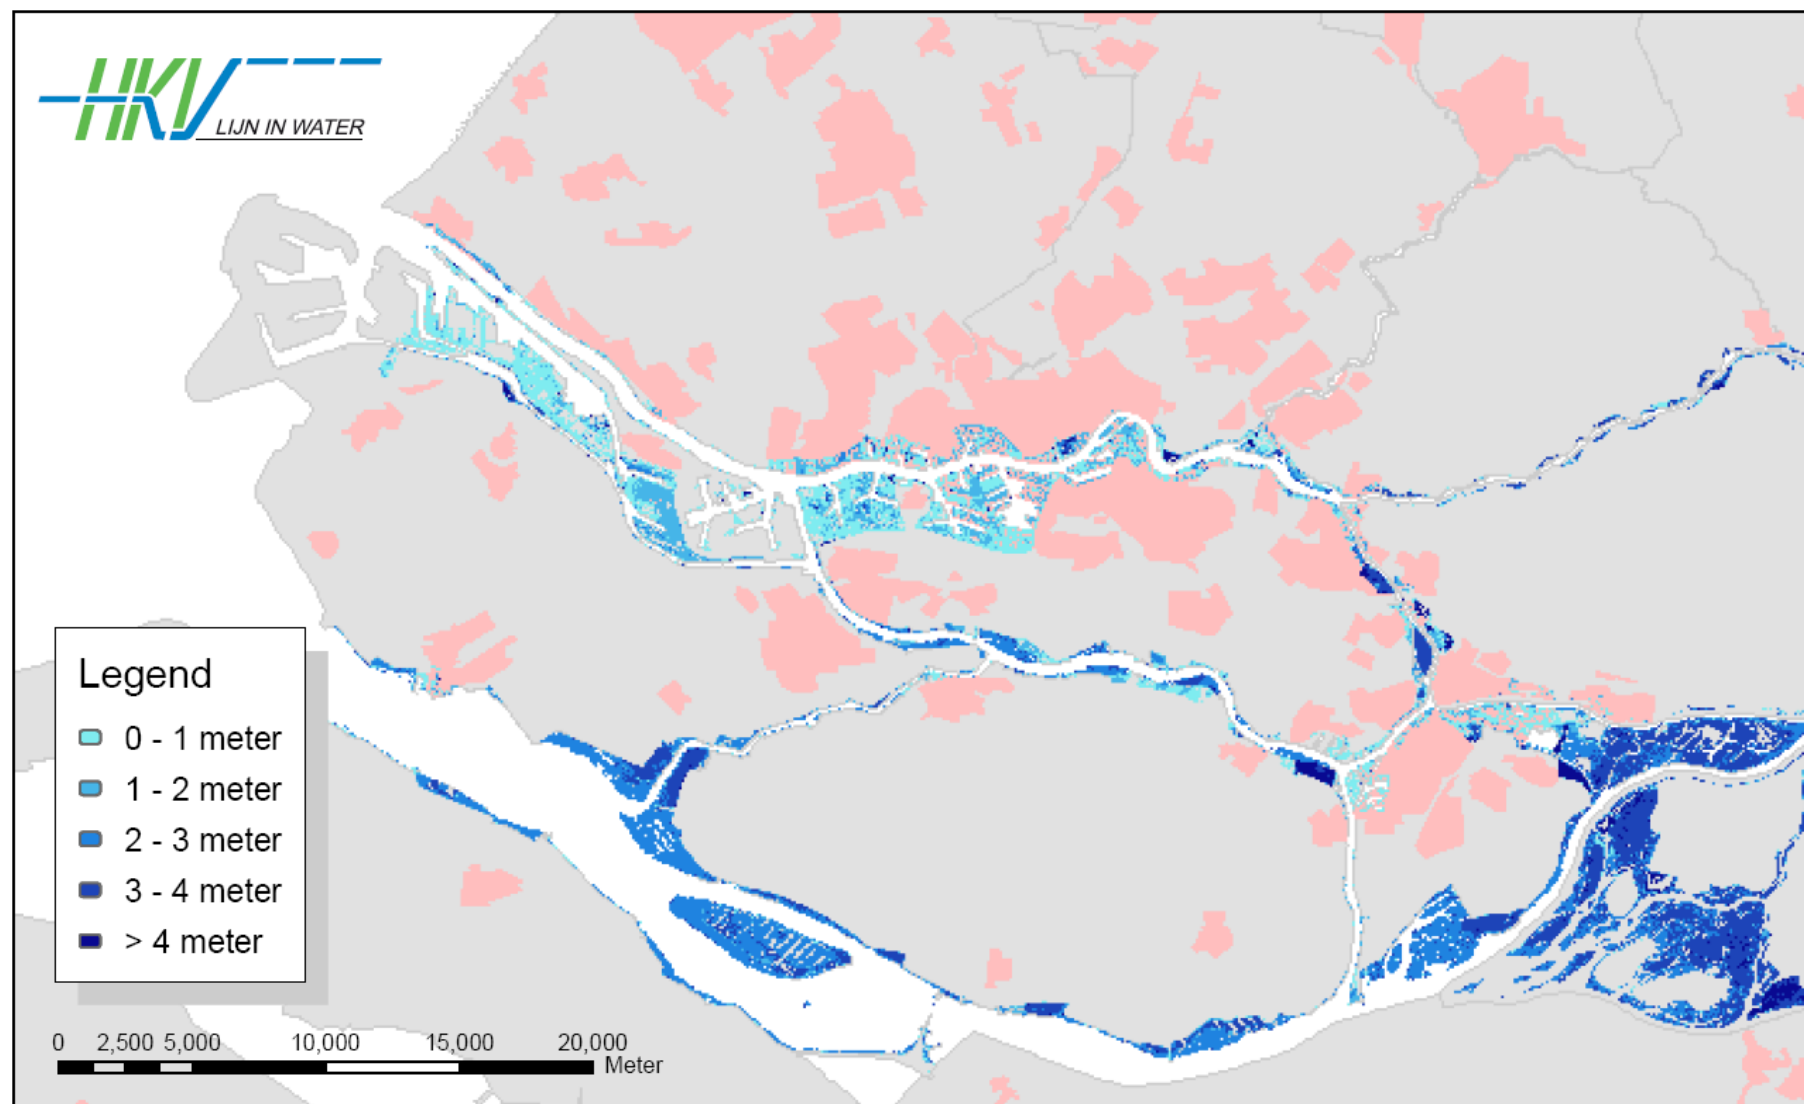 HKV
LIJN IN WATER
Legend
0 - 1 meter
1 - 2 meter
2 - 3 meter
3 - 4 meter
> 4 meter
0 2,500 5,000 10,000 15,000 20,000
Meter